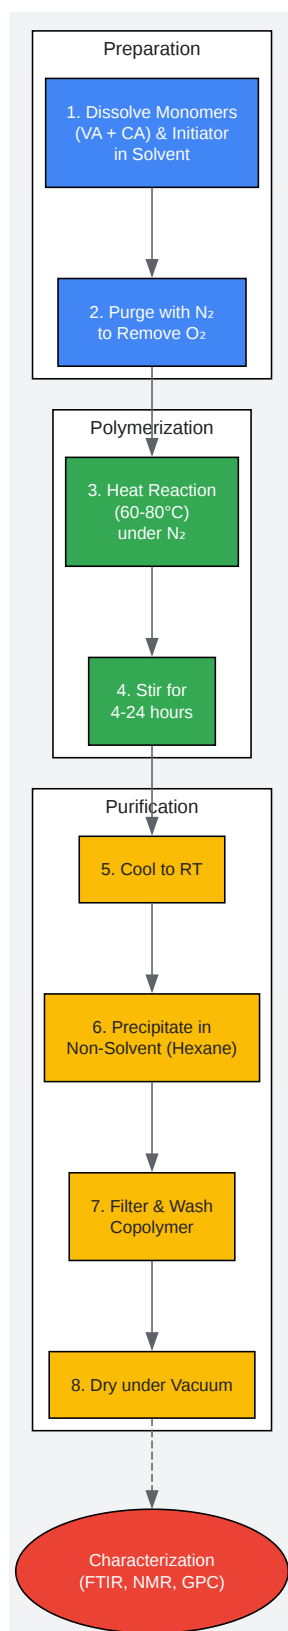 Preparation
1. Dissolve Monomers
(VA + CA) & Initiator
in Solvent
2. Purge with N₂
to Remove O₂
Polymerization
3. Heat Reaction
(60-80°C)
under N₂
4. Stir for
4-24 hours
Purification
5. Cool to RT
6. Precipitate in
Non-Solvent (Hexane)
7. Filter & Wash
Copolymer
8. Dry under Vacuum
Characterization
(FTIR, NMR, GPC)